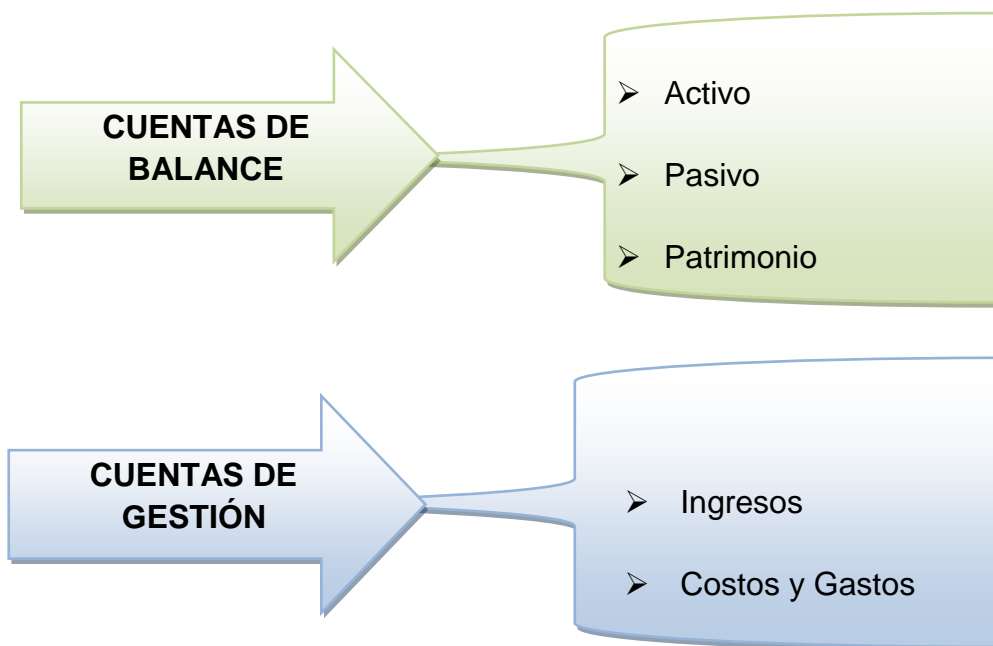 CUENTAS DE
BALANCE
➢ Activo
➢ Pasivo
➢ Patrimonio
CUENTAS DE
GESTIÓN
➢ Ingresos
➢ Costos y Gastos